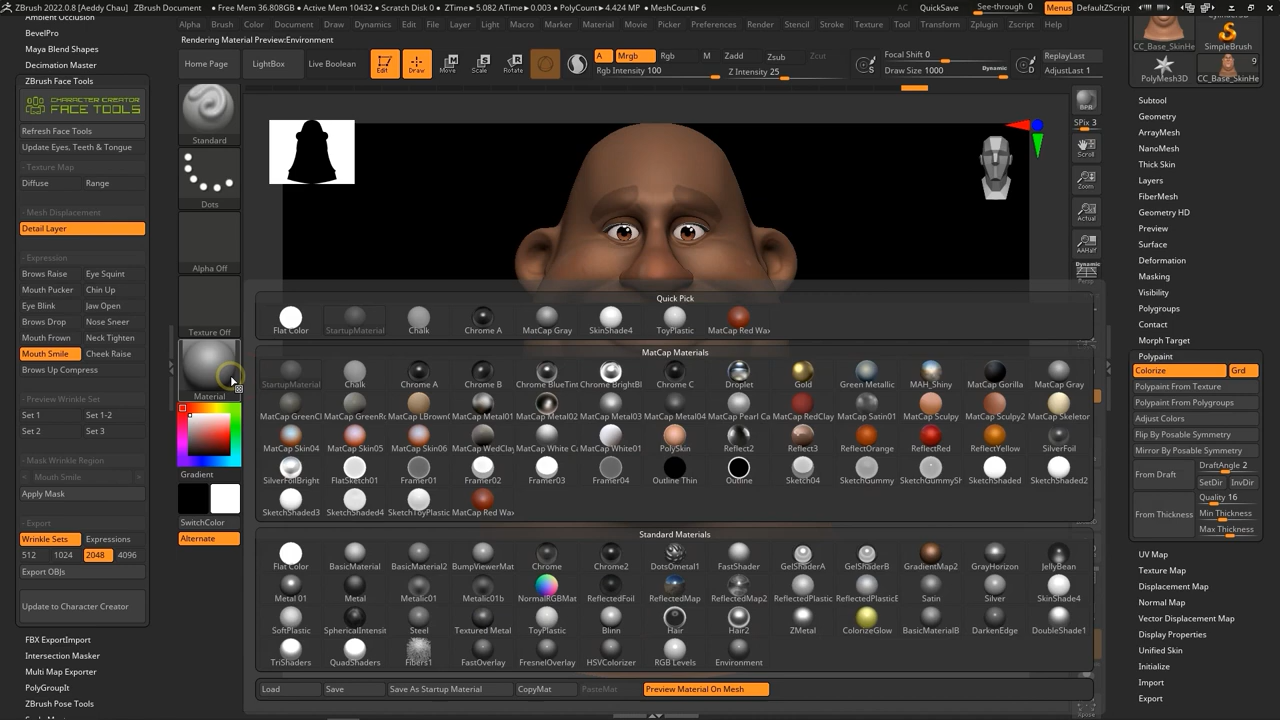 ZBrush 2022.0.8 [Aeddy Chau] ZBrush Document • Free Mem 36.808GB • Active Mem 10432 • Scratch Disk 0 • ZTime▸5.082 ATime▸0.003 • PolyCount▸4.424 MP • MeshCount▸6 AC QuickSave See-through 0 Menus DefaultZScript
Alpha Brush Color Document Draw Dynamics Edit File Layer Light Macro Marker Material Movie Picker Preferences Render Stencil Stroke Texture Tool Transform Zplugin Zscript Help
Rendering Material Preview:Environment
BevelPro
Maya Blend Shapes
Decimation Master
ZBrush Face Tools
CHARACTER CREATOR
FACE TOOLS
Refresh Face Tools
Update Eyes, Teeth & Tongue
Texture Map
Diffuse Range
Mesh Displacement
Detail Layer
Expression
Brows Raise Eye Squint
Mouth Pucker Chin Up
Eye Blink Jaw Open
Brows Drop Nose Sneer
Mouth Frown Neck Tighten
Mouth Smile Cheek Raise
Brows Up Compress
Preview Wrinkle Set
Set 1 Set 1-2
Set 2 Set 3
Mask Wrinkle Region
Mouth Smile
Apply Mask
Export
Wrinkle Sets Expressions
512 1024 2048 4096
Export OBJs
Update to Character Creator
FBX ExportImport
Intersection Masker
Multi Map Exporter
PolyGroupIt
ZBrush Pose Tools
Home Page LightBox Live Boolean Edit Draw Move Scale Rotate
A Mrgb Rgb M Zadd Zsub Zcut
Rgb Intensity 100 Z Intensity 25
Focal Shift 0
Draw Size 1000 Dynamic
S D
ReplayLast
AdjustLast 1
Standard
Dots
Alpha Off
Texture Off
Material
Gradient
SwitchColor
Alternate
Quick Pick
Flat Color StartupMaterial Chalk Chrome A MatCap Gray SkinShade4 ToyPlastic MatCap Red Wa
MatCap Materials
StartupMaterial Chalk Chrome A Chrome B Chrome BlueTint Chrome BrightBl Chrome C Droplet Gold Green Metallic MAH_Shiny MatCap Gorilla MatCap Gray
MatCap GreenCl MatCap GreenRo MatCap LBrown0 MatCap Metal01 MatCap Metal02 MatCap Metal03 MatCap Pearl Ca MatCap RedClay MatCap Satin01 MatCap Sculpy MatCap Sculpy2 MatCap Skeleton
MatCap Skin04 MatCap Skin05 MatCap Skin06 MatCap WedClay MatCap White C MatCap White01 PolySkin Reflect2 Reflect3 ReflectOrange ReflectRed ReflectYellow SilverFoil
SilverFoilBright FlatSketch01 Framer01 Framer02 Framer03 Framer04 Outline Thin Outline Sketch04 SketchGummy SketchGummySh SketchShaded SketchShaded2
SketchShaded3 SketchShaded4 SketchToyPlastic MatCap Red Wax
Standard Materials
Flat Color BasicMaterial BasicMaterial2 BumpViewerMat Chrome Chrome2 DotsOmatal1 FastShader GelShaderA GelShaderB GradientMap2 GrayHorizon JellyBean
Metal 01 Metal Metalic01 Metalic01b NormalRGBMat ReflectedFoil ReflectedMap ReflectedMap2 ReflectedPlastic ReflectedPlasticB Satin Silver SkinShade4
SoftPlastic SphericalIntensit Steel Textured Metal ToyPlastic Blinn Hair Hair2 ZMetal ColorizeGlow BasicMaterialB DarkenEdge DoubleShade1
TriShaders QuadShaders Fibers1 FastOverlay FresnelOverlay HSVColorizer RGB Levels Environment
Load Save Save As Startup Material CopyMat PasteMat Preview Material On Mesh
BPR
SPix 3
Scroll
Zoom
Actual
AAHalf
Dynamic
Persp
Xpose
CC_Base_SkinHe SimpleBrush
9
PolyMesh3D CC_Base_SkinHe
Subtool
Geometry
ArrayMesh
NanoMesh
Thick Skin
Layers
FiberMesh
Geometry HD
Preview
Surface
Deformation
Masking
Visibility
Polygroups
Contact
Morph Target
Polypaint
Colorize Grd
Polypaint From Texture
Polypaint From Polygroups
Adjust Colors
Flip By Posable Symmetry
Mirror By Posable Symmetry
From Draft DraftAngle 2
SetDir InvDir
From Thickness Quality 16
Min Thickness
Max Thickness
UV Map
Texture Map
Displacement Map
Normal Map
Vector Displacement Map
Display Properties
Unified Skin
Initialize
Import
Export